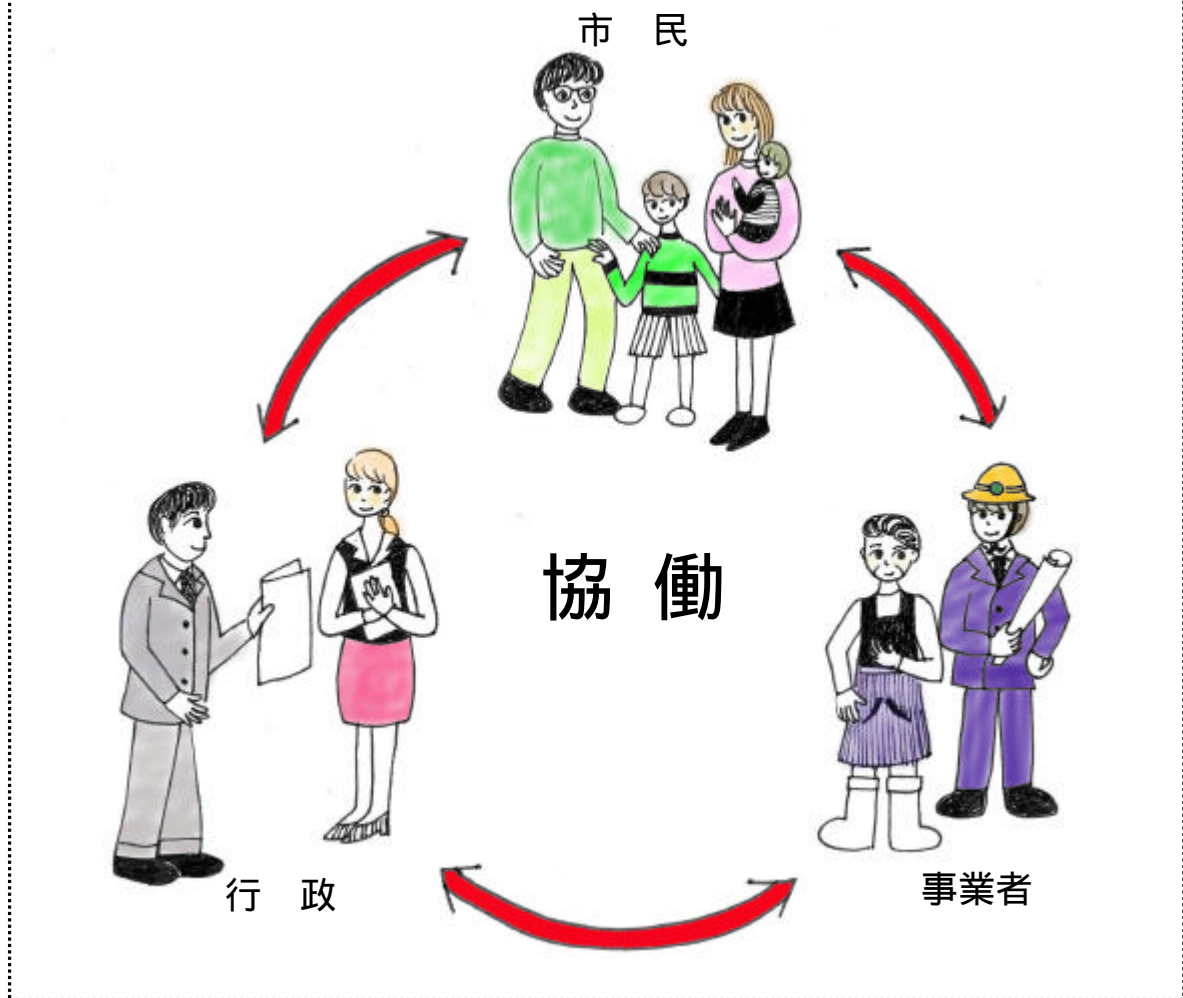 市　民
協　働
行　政
事業者